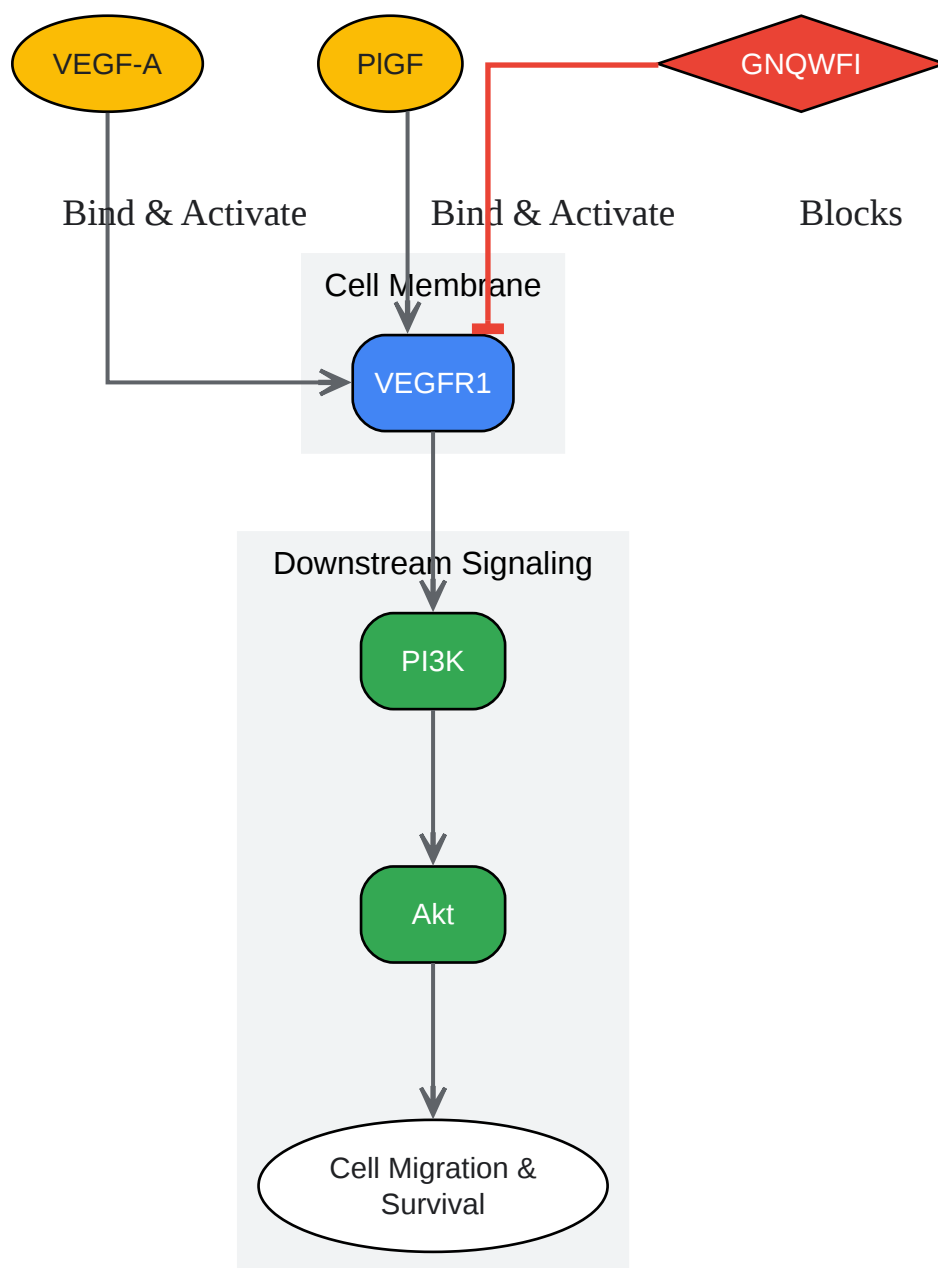 VEGF-A
PlGF
GNQWFI
Bind & Activate
Bind & Activate
Blocks
Cell Membrane
VEGFR1
Downstream Signaling
PI3K
Akt
Cell Migration &
Survival